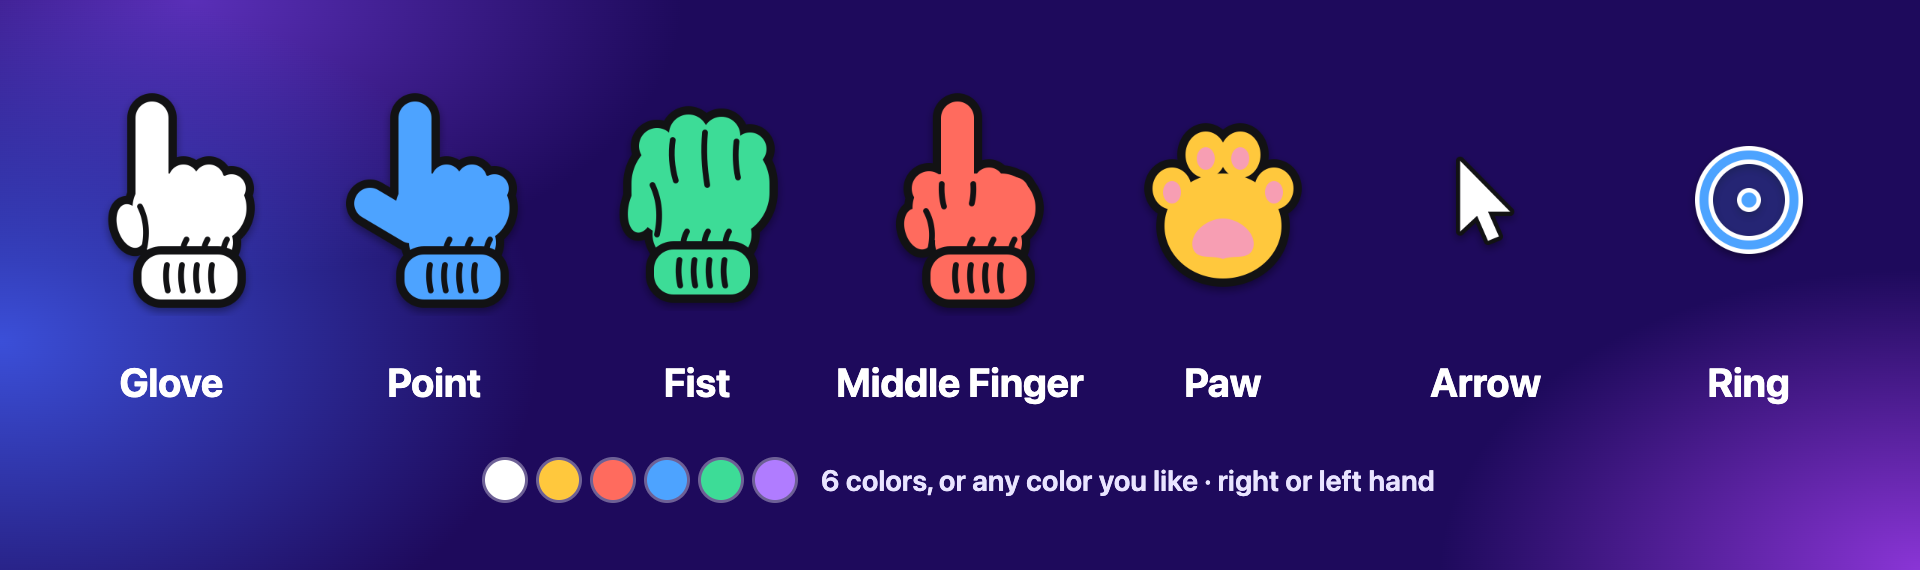 Glove Point Fist Middle Finger Paw Arrow Ring
6 colors, or any color you like · right or left hand